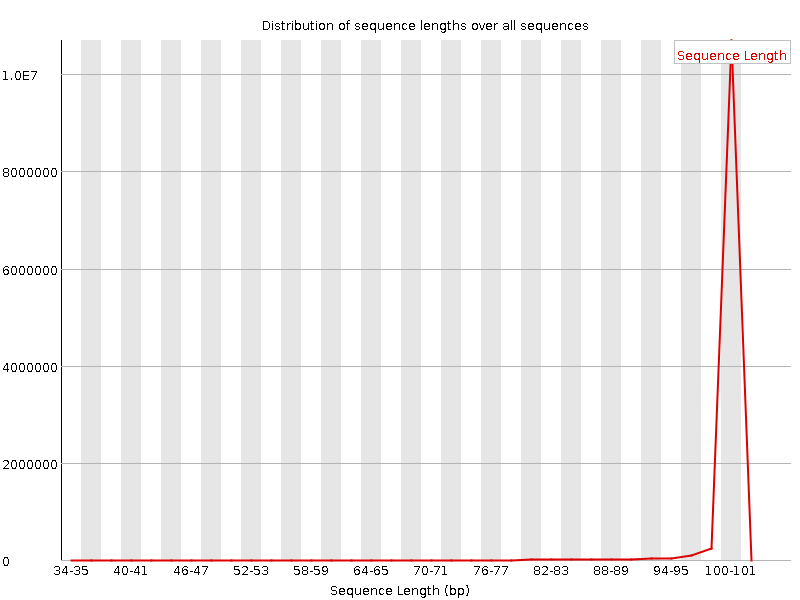 Distribution of sequence lengths over all sequences
Sequence Length
1.0E7
8000000
6000000
4000000
2000000
0
34-35 40-41 46-47 52-53 58-59 64-65 70-71 76-77 82-83 88-89 94-95 100-101
Sequence Length (bp)